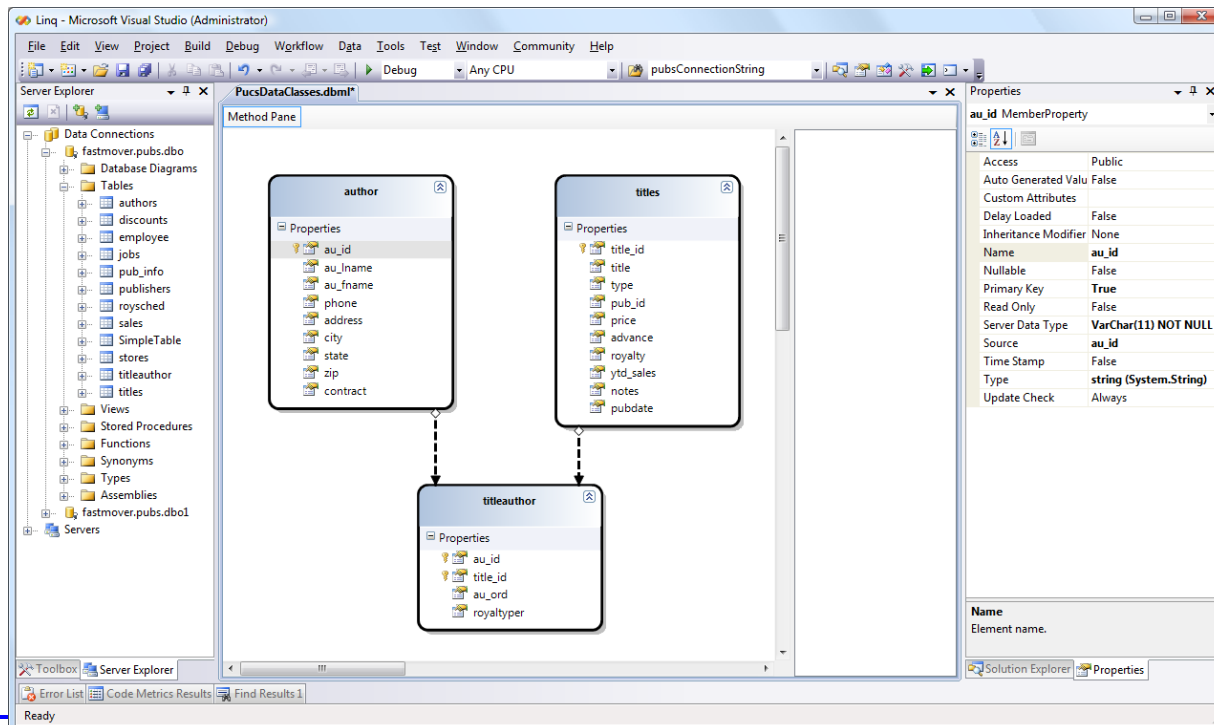 Linq - Microsoft Visual Studio (Administrator)
File Edit View Project Build Debug Workflow Data Tools Test Window Community Help
Debug Any CPU pubsConnectionString
Server Explorer
Data Connections
fastmover.pubs.dbo
Database Diagrams
Tables
authors
discounts
employee
jobs
pub_info
publishers
roysched
sales
SimpleTable
stores
titleauthor
titles
Views
Stored Procedures
Functions
Synonyms
Types
Assemblies
fastmover.pubs.dbo1
Servers
Toolbox Server Explorer
PucsDataClasses.dbml*
Method Pane
author
Properties
au_id
au_lname
au_fname
phone
address
city
state
zip
contract
titles
Properties
title_id
title
type
pub_id
price
advance
royalty
ytd_sales
notes
pubdate
titleauthor
Properties
au_id
title_id
au_ord
royaltyper
Properties
au_id MemberProperty
Access Public
Auto Generated Valu False
Custom Attributes
Delay Loaded False
Inheritance Modifier None
Name au_id
Nullable False
Primary Key True
Read Only False
Server Data Type VarChar(11) NOT NULL
Source au_id
Time Stamp False
Type string (System.String)
Update Check Always
Name
Element name.
Solution Explorer Properties
Error List Code Metrics Results Find Results 1
Ready